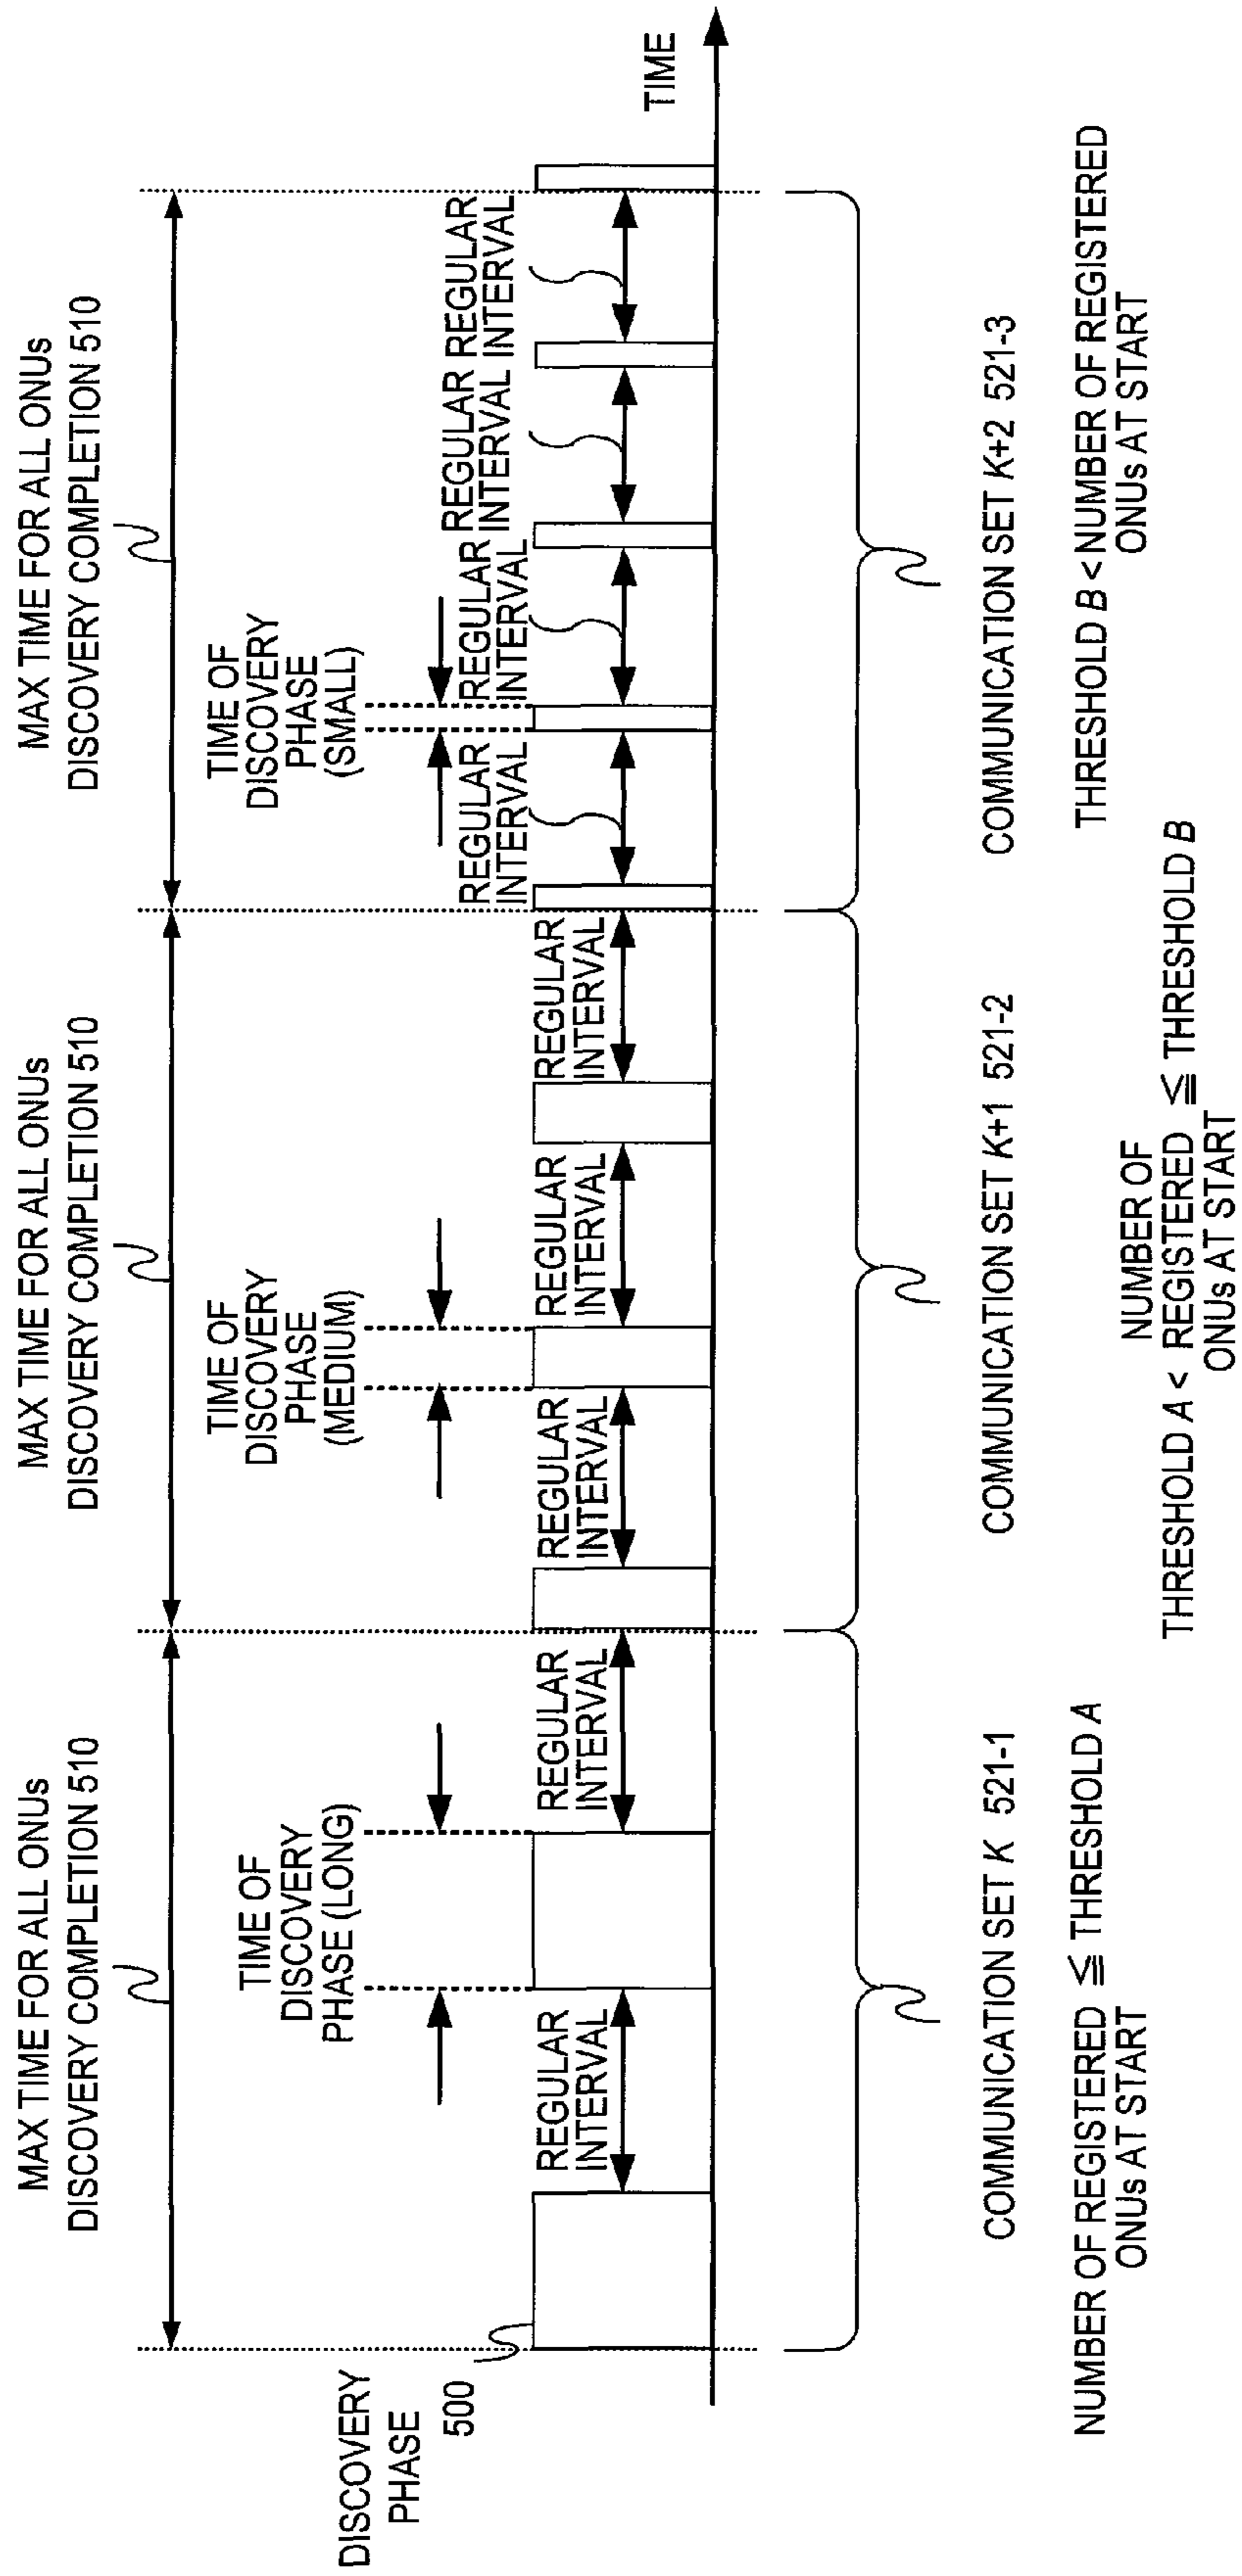 MAX TIME FOR ALL ONUs
DISCOVERY COMPLETION 510
MAX TIME FOR ALL ONUs
DISCOVERY COMPLETION 510
MAX TIME FOR ALL ONUs
DISCOVERY COMPLETION 510
TIME OF
DISCOVERY
PHASE (LONG)
TIME OF
DISCOVERY
PHASE
(MEDIUM)
TIME OF
DISCOVERY
PHASE
(SMALL)
DISCOVERY
PHASE
500
REGULAR
INTERVAL
REGULAR
INTERVAL
REGULAR
INTERVAL
REGULAR
INTERVAL
REGULAR
INTERVAL
REGULAR
INTERVAL
REGULAR
INTERVAL
REGULAR
INTERVAL
REGULAR
INTERVAL
TIME
COMMUNICATION SET K 521-1
NUMBER OF REGISTERED ≦ THRESHOLD A
ONUs AT START
COMMUNICATION SET K+1 521-2
NUMBER OF
THRESHOLD A < REGISTERED ≦ THRESHOLD B
ONUs AT START
COMMUNICATION SET K+2 521-3
THRESHOLD B < NUMBER OF REGISTERED
ONUs AT START